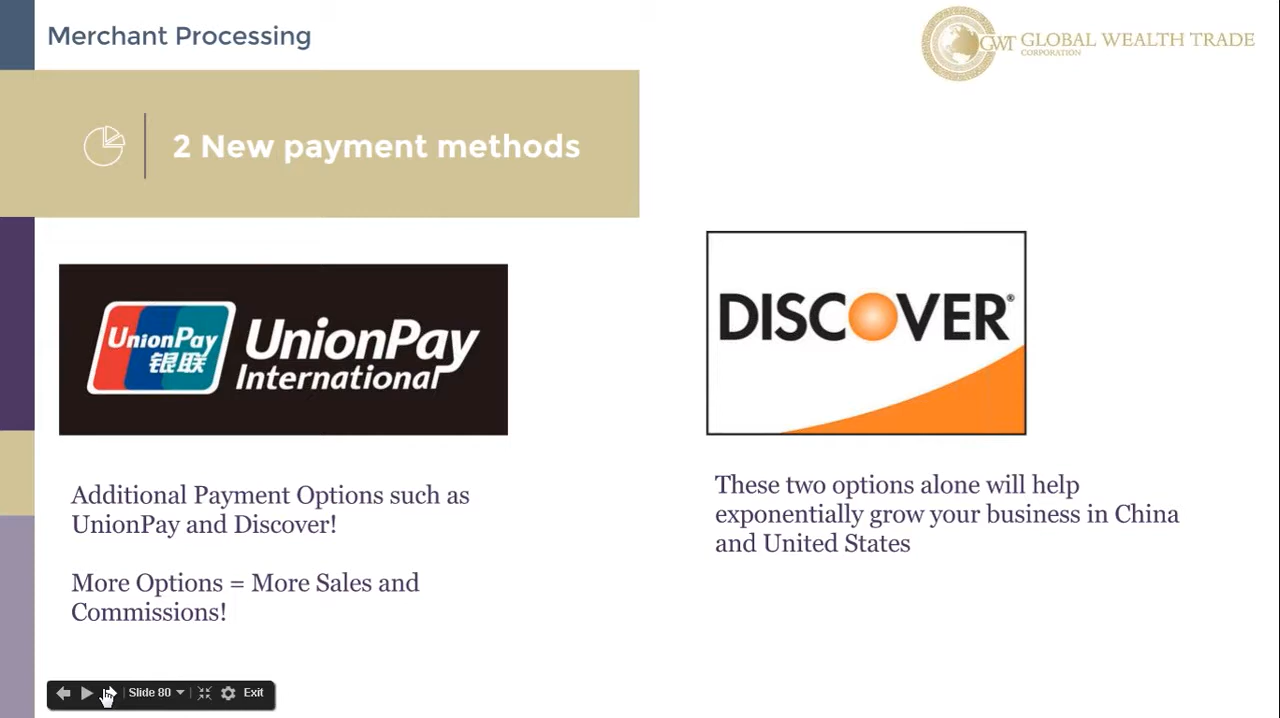 Merchant Processing
GWT GLOBAL WEALTH TRADE
CORPORATION
2 New payment methods
UnionPay
银联
UnionPay
International
DISCOVER®
Additional Payment Options such as
UnionPay and Discover!
More Options = More Sales and
Commissions!
These two options alone will help
exponentially grow your business in China
and United States
Slide 80
Exit